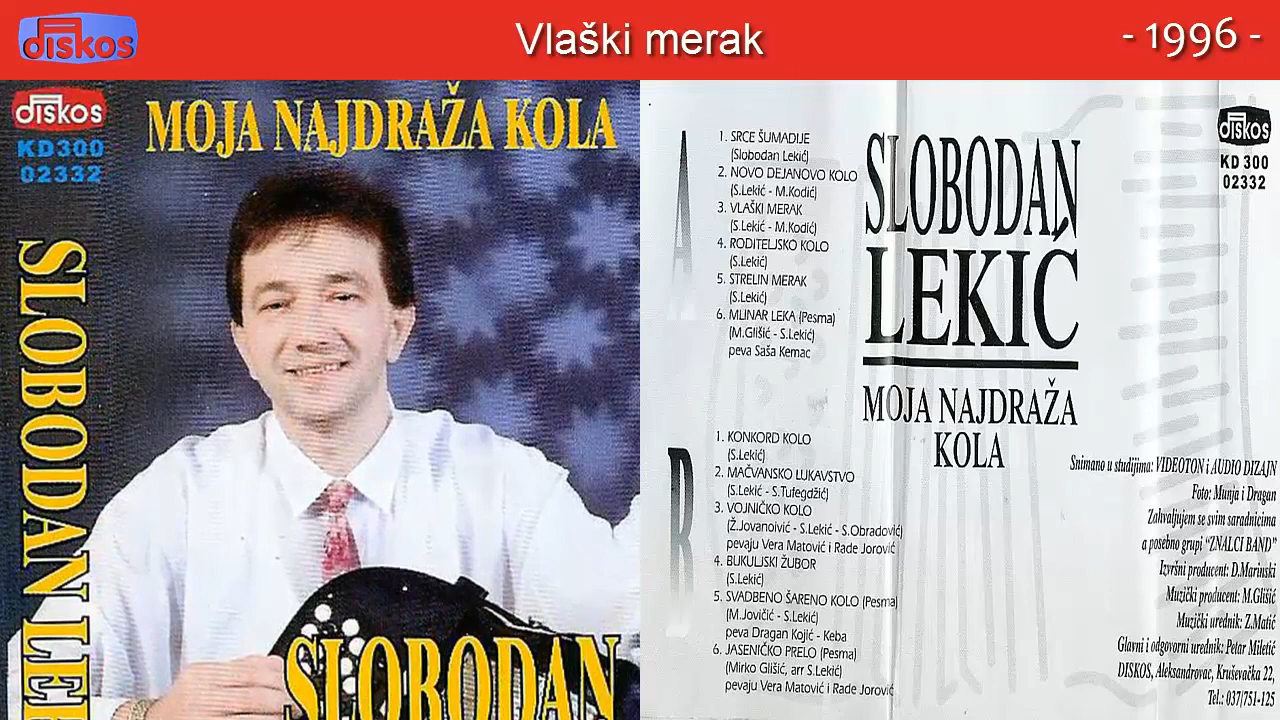 diskos
Vlaški merak
- 1996 -
diskos
KD 300
02332
MOJA NAJDRAŽA KOLA
SLOBODAN LE
SLOBODAN
A
1. SRCE ŠUMADIJE
(Slobodan Lekić)
2. NOVO DEJANOVO KOLO
(S.Lekić - M.Kodić)
3. VLAŠKI MERAK
(S.Lekić - M.Kodić)
4. RODITELJSKO KOLO
(S.Lekić)
5. STRELIN MERAK
(S.Lekić)
6. MLINAR LEKA (Pesma)
(M.Glišić - S.Lekić)
peva Saša Kernac
B
1. KONKORD KOLO
(S.Lekić)
2. MAČVANSKO LUKAVSTVO
(S.Lekić - S.Tufegdžić)
3. VOJNIČKO KOLO
(Ž.Jovanoivić - S.Lekić - S.Obradović)
pevaju Vera Matović i Rade Jorović
4. BUKULJSKI ŽUBOR
(S.Lekić)
5. SVADBENO ŠARENO KOLO (Pesma)
(M.Jovičić - S.Lekić)
peva Dragan Kojić - Keba
6. JUNIČKO PRELO (Pesma)
(Mirko Glišić, arr S.Lekić)
pevaju Vera Matović i Rade Jorović
SLOBODAN
LEKIĆ
MOJA NAJDRAŽA
KOLA
diskos
KD 300
02332
Snimano u studijima: VIDEOTON i AUDIO DIZAJN
Foto: Munja i Dragan
Zahvaljujem se svim saradnicima
a posebno grupi "ZNALCI BAND"
Izvršni producent: D.Marinski
Muzički producent: M.Glišić
Muzički urednik: Z.Matić
Glavni i odgovorni urednik: Petar Miletić
DISKOS, Aleksandrovac, Kruševačka 22,
Tel.: 037/751-125